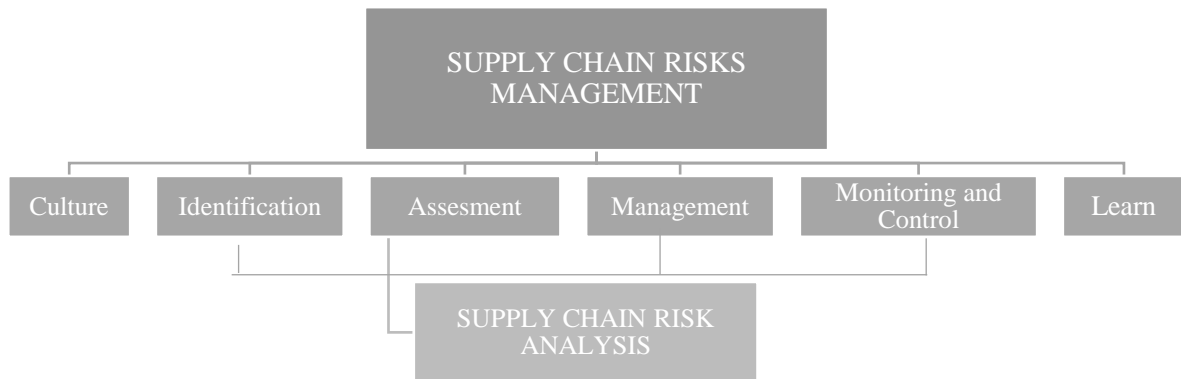 SUPPLY CHAIN RISKS
MANAGEMENT
Culture
Identification
Assesment
Management
Monitoring and
Control
Learn
SUPPLY CHAIN RISK
ANALYSIS